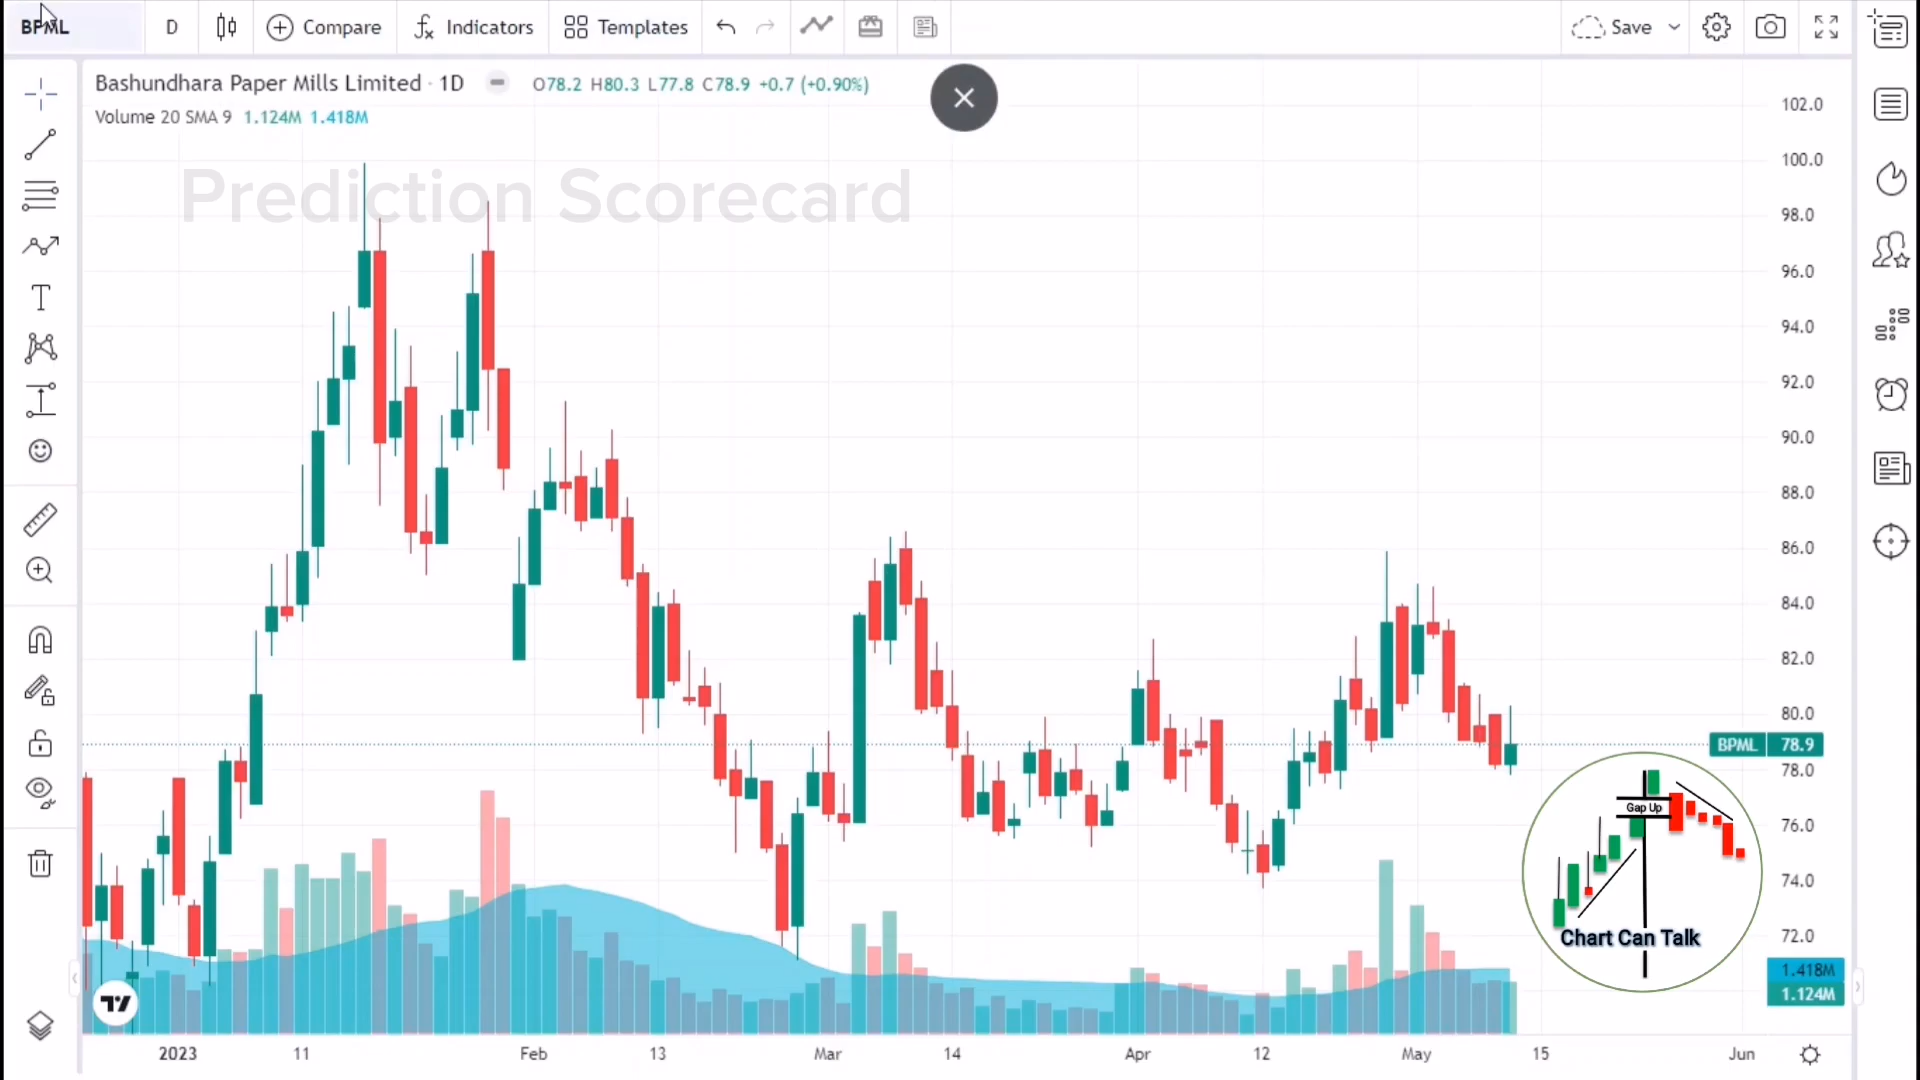 BPML D Compare Indicators Templates Save
Bashundhara Paper Mills Limited · 1D O78.2 H80.3 L77.8 C78.9 +0.7 (+0.90%)
Volume 20 SMA 9 1.124M 1.418M
Prediction Scorecard
102.0
100.0
98.0
96.0
94.0
92.0
90.0
88.0
86.0
84.0
82.0
80.0
BPML 78.9
78.0
76.0
74.0
72.0
Gap Up
Chart Can Talk
1.418M
1.124M
2023 11 Feb 13 Mar 14 Apr 12 May 15 Jun